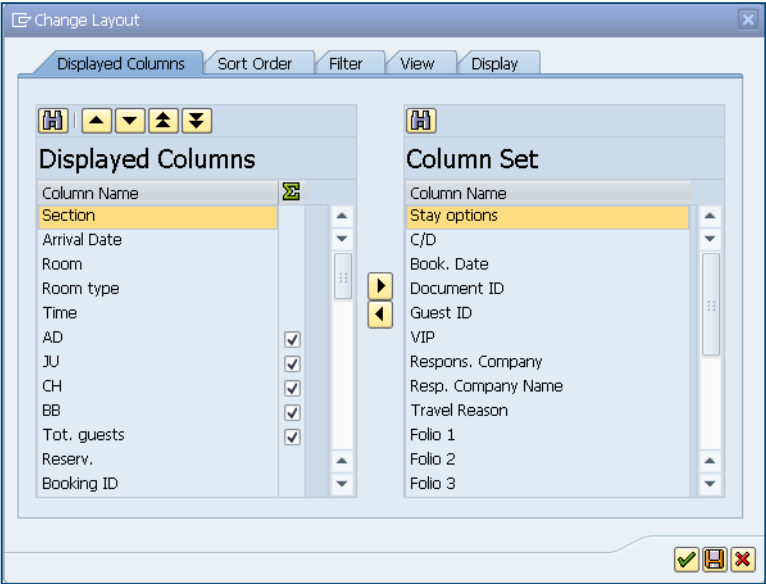 Change Layout
Displayed Columns Sort Order Filter View Display
Displayed Columns
Column Name
Section
Arrival Date
Room
Room type
Time
AD
JU
CH
BB
Tot. guests
Reserv.
Booking ID
Column Set
Column Name
Stay options
C/D
Book. Date
Document ID
Guest ID
VIP
Respons. Company
Resp. Company Name
Travel Reason
Folio 1
Folio 2
Folio 3